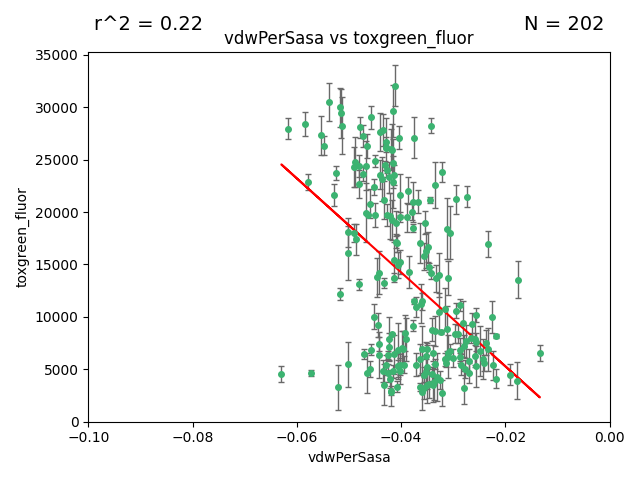 r^2 = 0.22
N = 202
vdwPerSasa vs toxgreen_fluor
35000
30000
25000
20000
15000
10000
5000
0
toxgreen_fluor
−0.10
−0.08
−0.06
−0.04
−0.02
0.00
vdwPerSasa